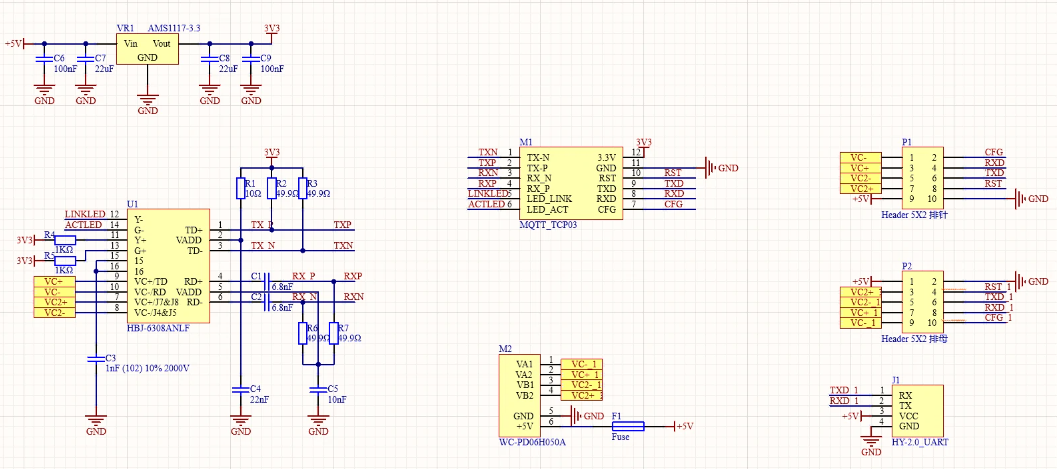 VR1 AMS1117-3.3
+5V Vin Vout 3V3
GND
C6 C7 C8 C9
100nF 22uF 22uF 100nF
GND GND GND GND
GND
3V3
R1 R2 R3
10Ω 49.9Ω 49.9Ω
U1
LINKLED 12 Y-
ACTLED 14 G-
3V3 R4 11 Y+
1KΩ
3V3 R5 13 G+
1KΩ
15 15
16 16
VC+ 9 VC+/TD
VC- 10 VC-/RD
VC2+ 7 VC+/J7&J8
VC2- 8 VC-/J4&J5
TD+ 1 TX_P TXP
VADD 2
TD- 3 TX_N TXN
RD+ 4 C1 RX_P RXP
6.8nF
VADD 5
RD- 6 C2 RX_N RXN
6.8nF
HBJ-6308ANLF
R6 R7
49.9Ω 49.9Ω
C3
1nF (102) 10% 2000V
C4 C5
22nF 10nF
GND GND GND
M1
TXN 1 TX-N 3.3V 12 3V3
TXP 2 TX-P GND 11 GND
RXN 3 RX_N RST 10 RST
RXP 4 RX_P TXD 9 TXD
LINKLED 5 LED_LINK RXD 8 RXD
ACTLED 6 LED_ACT CFG 7 CFG
MQTT_TCP03
M2
VA1 1 VC-_1
VA2 2 VC+_1
VB1 3 VC2-_1
VB2 4 VC2+_1
GND 5 GND
+5V 6 F1 +5V
Fuse
WC-PD06H050A
P1
VC- 1 2 CFG
VC+ 3 4 RXD
VC2- 5 6 TXD
VC2+ 7 8 RST
+5V 9 10 GND
Header 5X2 排针
P2
+5V 1 2 GND
VC2+_1 3 4 RST_1
VC2-_1 5 6 TXD_1
VC+_1 7 8 RXD_1
VC-_1 9 10 CFG_1
Header 5X2 排母
J1
TXD_1 1 RX
RXD_1 2 TX
+5V 3 VCC
4 GND
GND
HY-2.0_UART